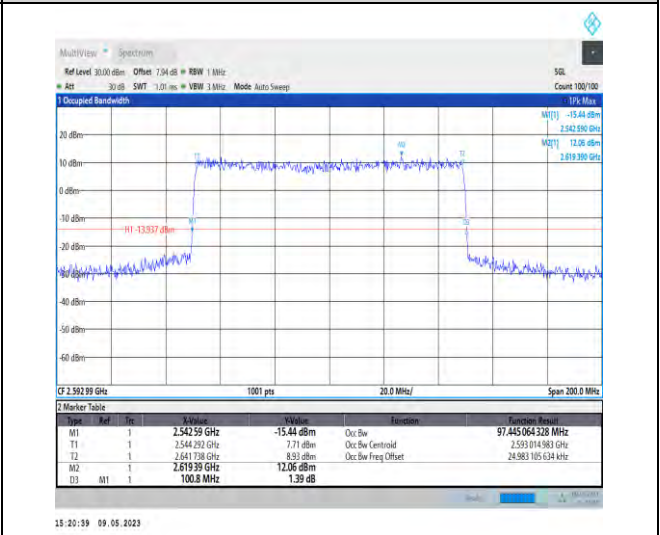 MultiView Spectrum
Ref Level 30.00 dBm Offset 7.94 dB RBW 1 MHz SGL
Att 30 dB SWT 1.01 ms VBW 3 MHz Mode Auto Sweep Count 100/100
1 Occupied Bandwidth 1Pk Max
M1[1] -15.44 dBm
2.542 590 GHz
M2[1] 12.06 dBm
2.619 390 GHz
20 dBm
M2
T1 T2
10 dBm
0 dBm
-10 dBm
M1 D3
H1 -13.937 dBm
-20 dBm
-30 dBm
-40 dBm
-50 dBm
-60 dBm
CF 2.592 99 GHz 1001 pts 20.0 MHz/ Span 200.0 MHz
2 Marker Table
Type Ref Trc X-Value Y-Value Function Function Result
M1 1 2.542 59 GHz -15.44 dBm Occ Bw 97.445 064 328 MHz
T1 1 2.544 292 GHz 7.71 dBm Occ Bw Centroid 2.593 014 983 GHz
T2 1 2.641 738 GHz 8.93 dBm Occ Bw Freq Offset 24.983 105 634 kHz
M2 1 2.619 39 GHz 12.06 dBm
D3 M1 1 100.8 MHz 1.39 dB
15:20:39 09.05.2023